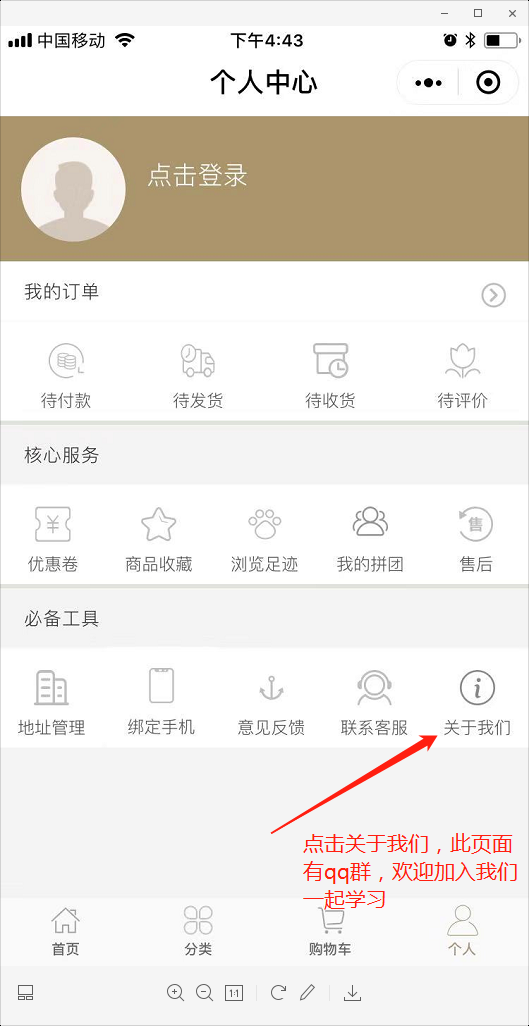 中国移动
下午4:43
个人中心
点击登录
我的订单
待付款
待发货
待收货
待评价
核心服务
¥
售
优惠卷
商品收藏
浏览足迹
我的拼团
售后
必备工具
地址管理
绑定手机
意见反馈
联系客服
关于我们
点击关于我们，此页面
有qq群，欢迎加入我们
一起学习
首页
分类
购物车
个人
1:1